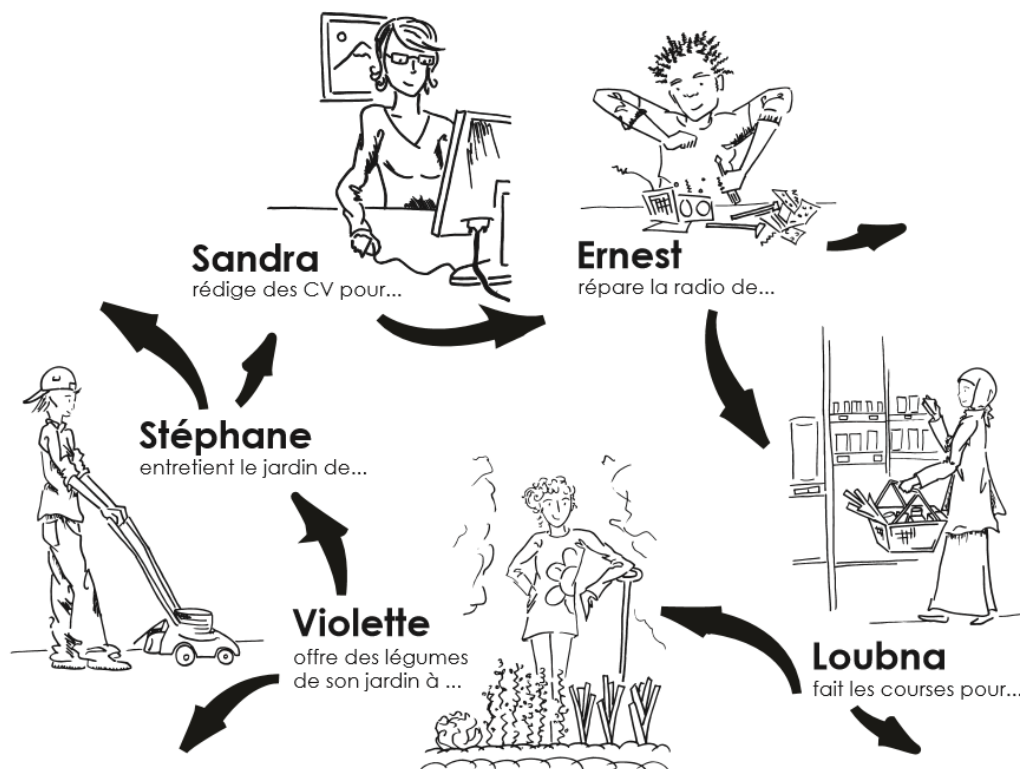 Sandra
rédige des CV pour...
Ernest
répare la radio de...
Stéphane
entretient le jardin de...
Violette
offre des légumes
de son jardin à ...
Loubna
fait les courses pour...